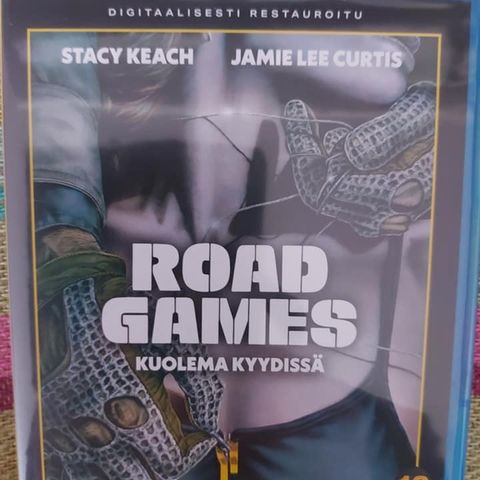 DIGITAALISESTI RESTAUROITU
STACY KEACH JAMIE LEE CURTIS
ROAD
GAMES
KUOLEMA KYYDISSÄ